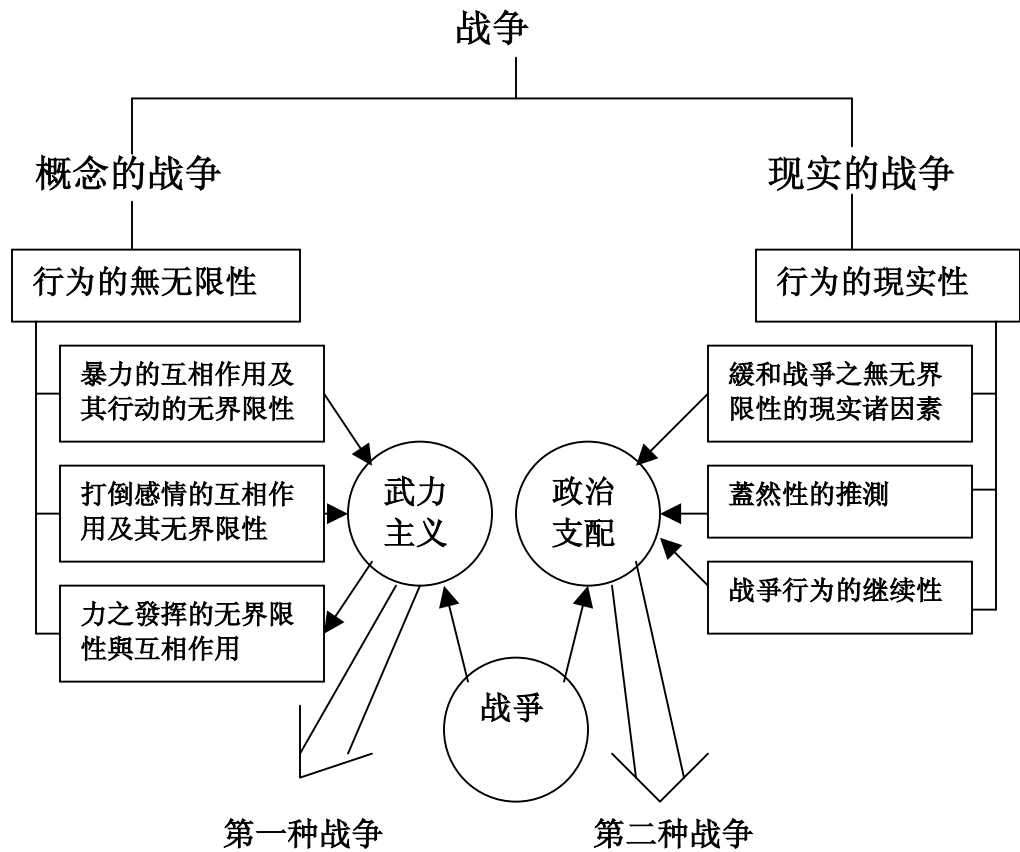 战争
概念的战争
现实的战争
行为的無无限性
行为的現实性
暴力的互相作用及
其行动的无界限性
緩和战爭之無无界
限性的現实诸因素
打倒感情的互相作
用及其无界限性
蓋然性的推測
力之發挥的无界限
性與互相作用
战爭行为的继续性
武力
主义
政治
支配
战爭
第一种战争
第二种战争